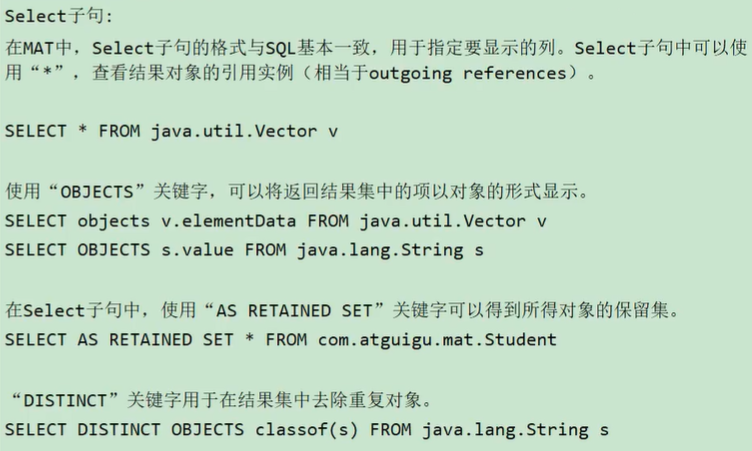 Select子句:
在MAT中，Select子句的格式与SQL基本一致，用于指定要显示的列。Select子句中可以使
用“*”，查看结果对象的引用实例（相当于outgoing references）。
SELECT * FROM java.util.Vector v
使用“OBJECTS”关键字，可以将返回结果集中的项以对象的形式显示。
SELECT objects v.elementData FROM java.util.Vector v
SELECT OBJECTS s.value FROM java.lang.String s
在Select子句中，使用“AS RETAINED SET”关键字可以得到所得对象的保留集。
SELECT AS RETAINED SET * FROM com.atguigu.mat.Student
“DISTINCT”关键字用于在结果集中去除重复对象。
SELECT DISTINCT OBJECTS classof(s) FROM java.lang.String s